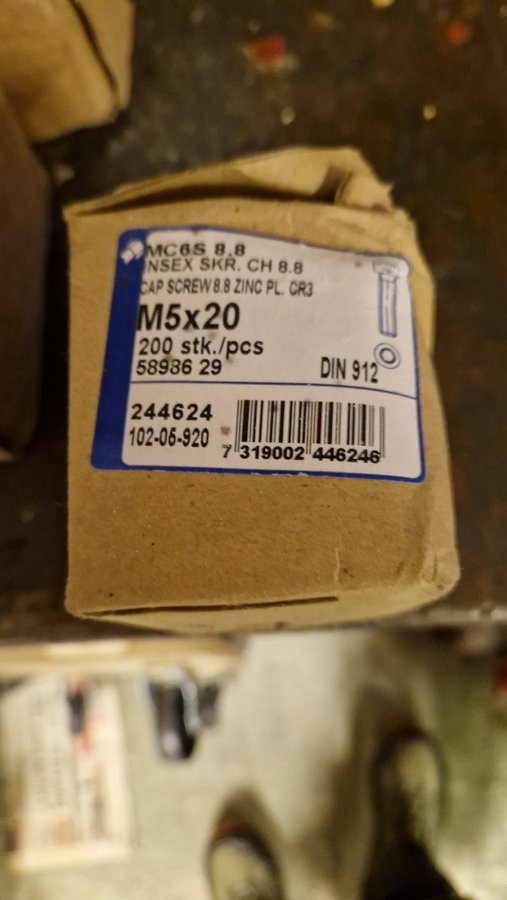 MC6S 8.8
INSEX SKR. CH 8.8
CAP SCREW 8.8 ZINC PL. CR3
M5x20
200 stk./pcs
58986 29
DIN 912
244624
102-05-920
7 319002 446246